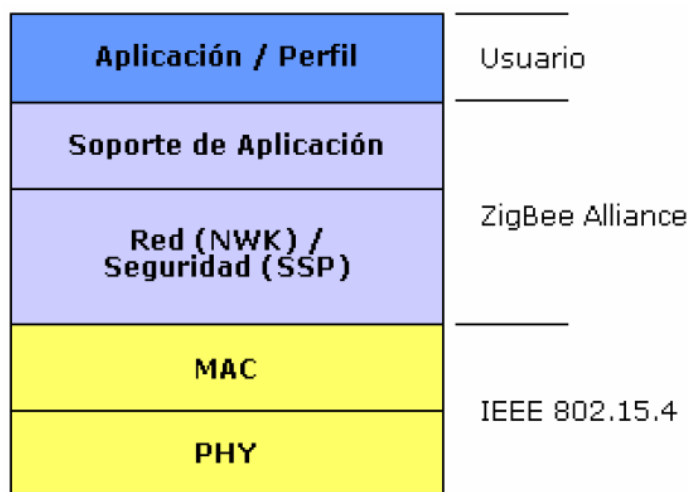 Aplicación / Perfil
Usuario
Soporte de Aplicación
Red (NWK) /
Seguridad (SSP)
ZigBee Alliance
MAC
PHY
IEEE 802.15.4